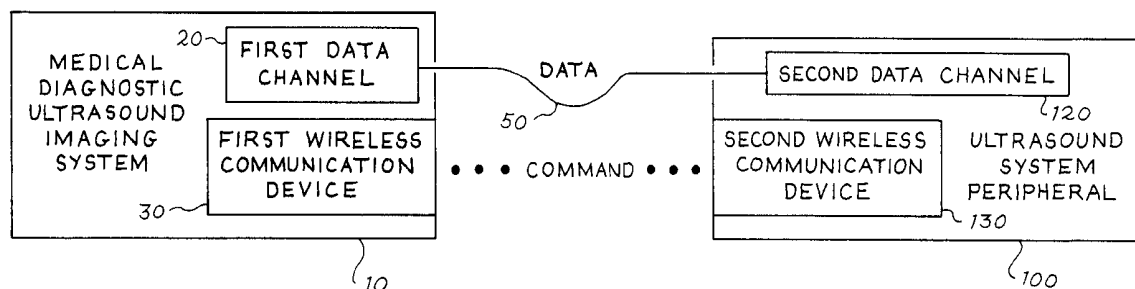 MEDICAL
DIAGNOSTIC
ULTRASOUND
IMAGING
SYSTEM
20
FIRST DATA
CHANNEL
FIRST WIRELESS
COMMUNICATION
DEVICE
30
10
DATA
50
COMMAND
SECOND DATA CHANNEL
120
SECOND WIRELESS
COMMUNICATION
DEVICE
130
ULTRASOUND
SYSTEM
PERIPHERAL
100